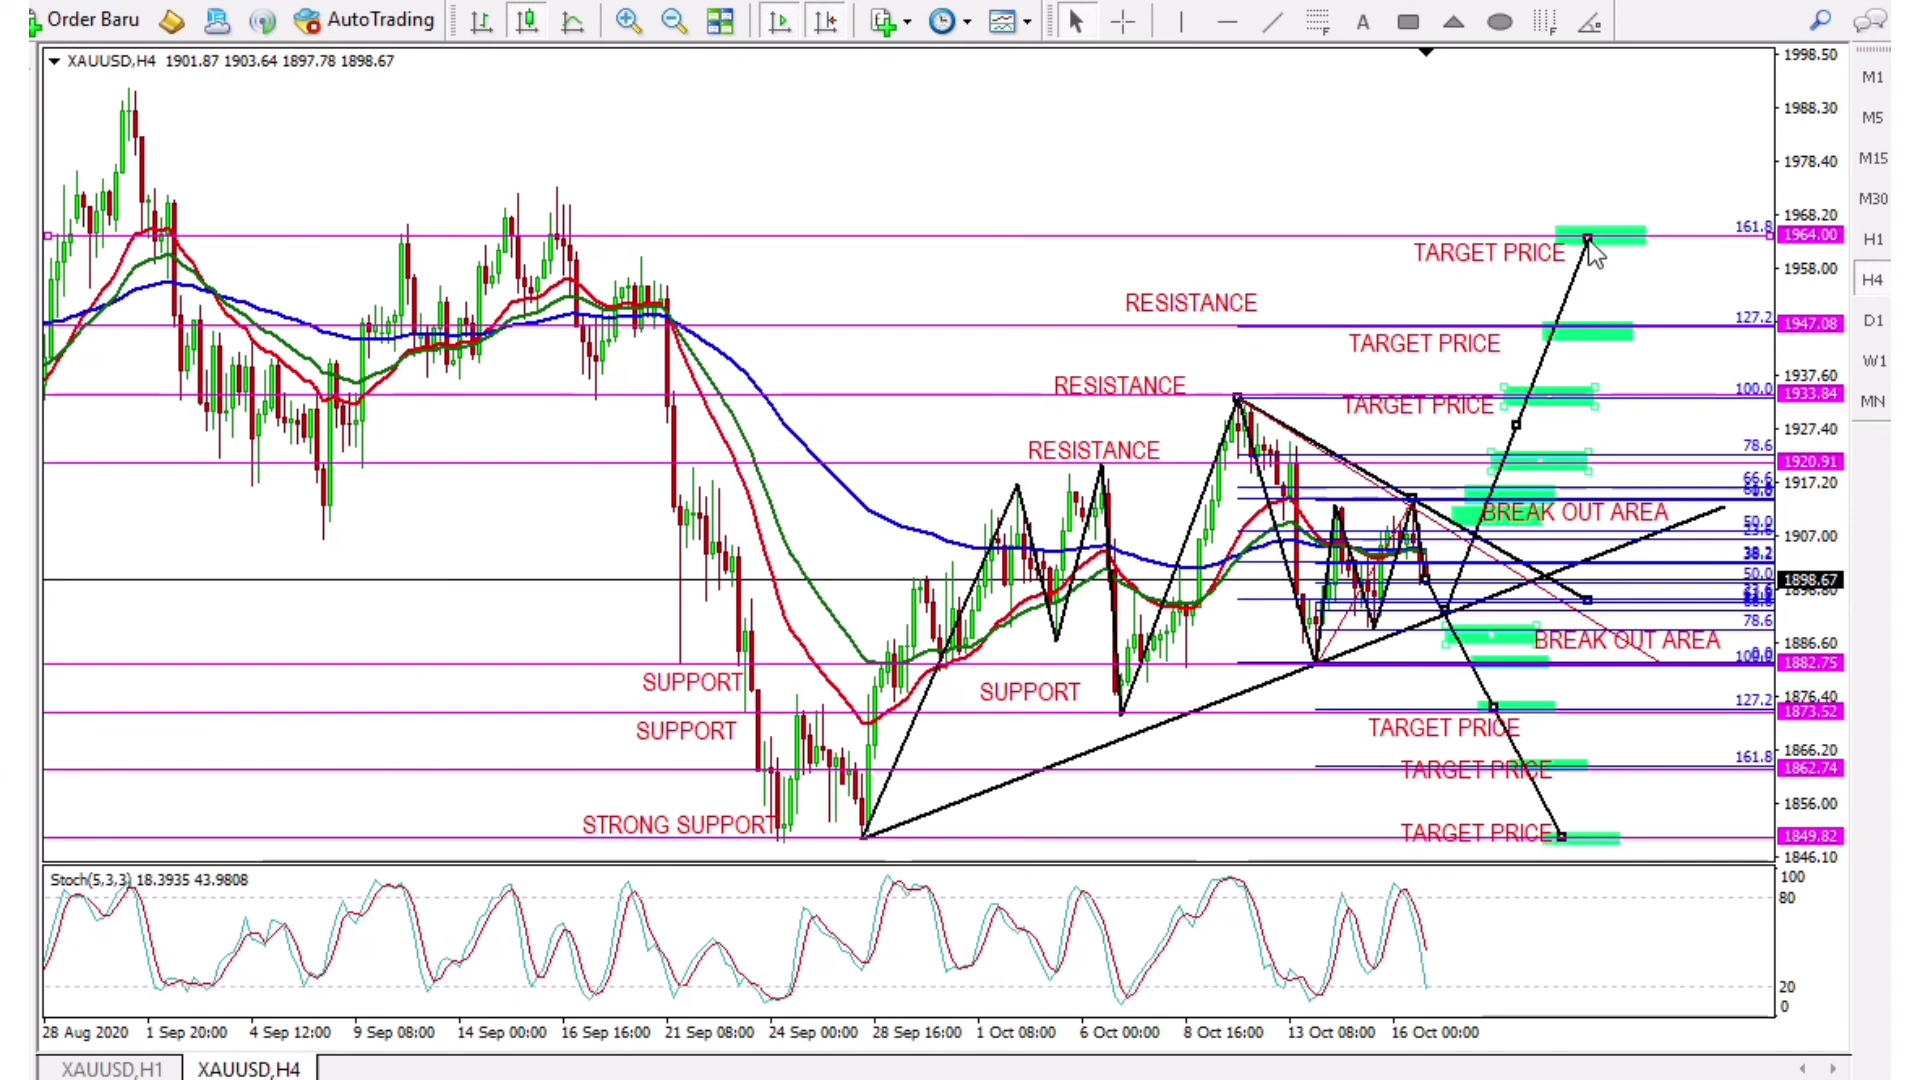 Order Baru AutoTrading
XAUUSD,H4 1901.87 1903.64 1897.78 1898.67
1998.50
M1
1988.30
M5
1978.40
M15
M30
1968.20
161.8
1964.00
TARGET PRICE
H1
1958.00
H4
RESISTANCE
127.2
1947.08
D1
TARGET PRICE
W1
1937.60
RESISTANCE
100.0
1933.84
TARGET PRICE
MN
1927.40
78.6
RESISTANCE
1920.91
66.6
1917.20
BREAK OUT AREA
50.0
1907.00
38.2
50.0
1898.67
78.6
BREAK OUT AREA
1886.60
1882.75
SUPPORT
SUPPORT
1876.40
127.2
1873.52
SUPPORT
TARGET PRICE
1866.20
161.8
1862.74
TARGET PRICE
1856.00
STRONG SUPPORT
TARGET PRICE
1849.82
1846.10
Stoch(5,3,3) 18.3935 43.9808
100
80
20
0
28 Aug 2020 1 Sep 20:00 4 Sep 12:00 9 Sep 08:00 14 Sep 00:00 16 Sep 16:00 21 Sep 08:00 24 Sep 00:00 28 Sep 16:00 1 Oct 08:00 6 Oct 00:00 8 Oct 16:00 13 Oct 08:00 16 Oct 00:00
XAUUSD,H1 XAUUSD,H4